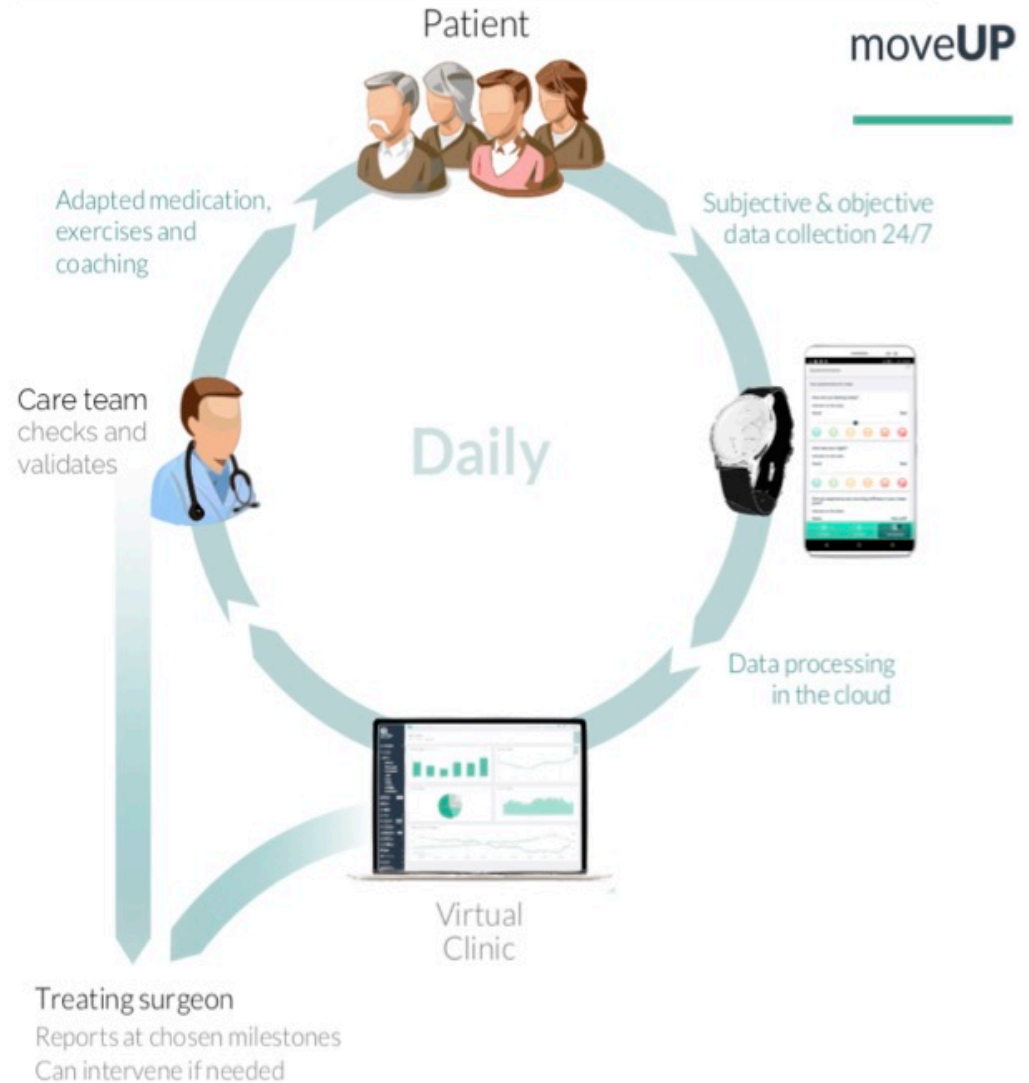 Patient
moveUP
Adapted medication,
exercises and
coaching
Subjective & objective
data collection 24/7
Care team
checks and
validates
Daily
Data processing
in the cloud
Virtual
Clinic
Treating surgeon
Reports at chosen milestones
Can intervene if needed